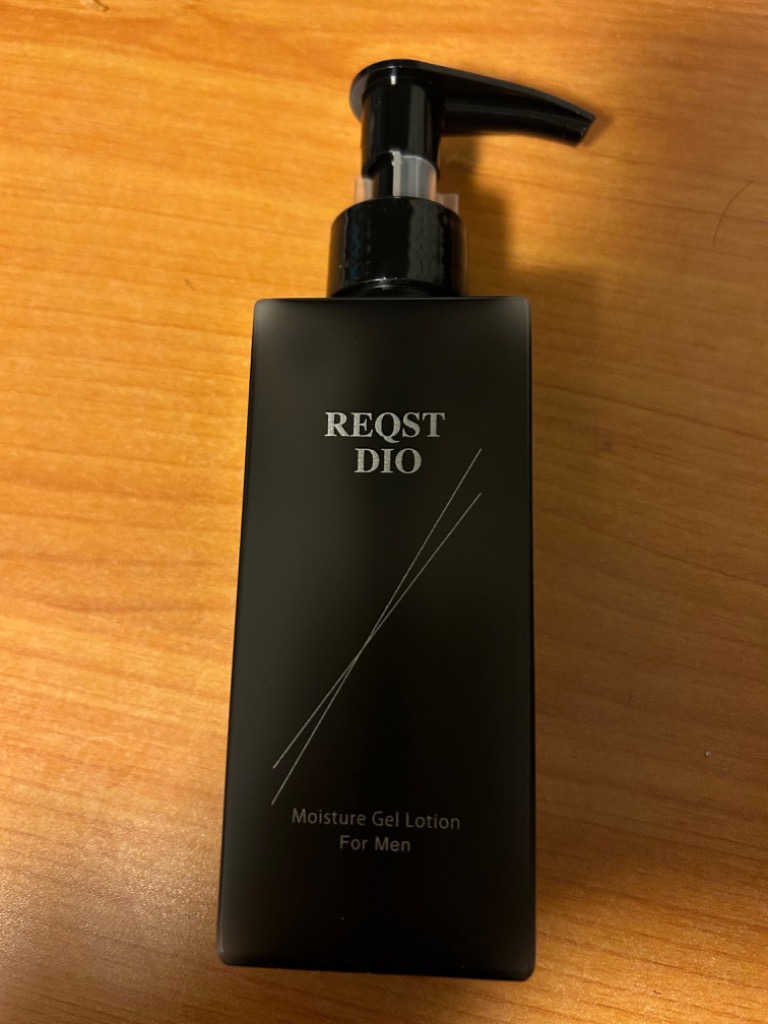 REQST
DIO
Moisture Gel Lotion
For Men